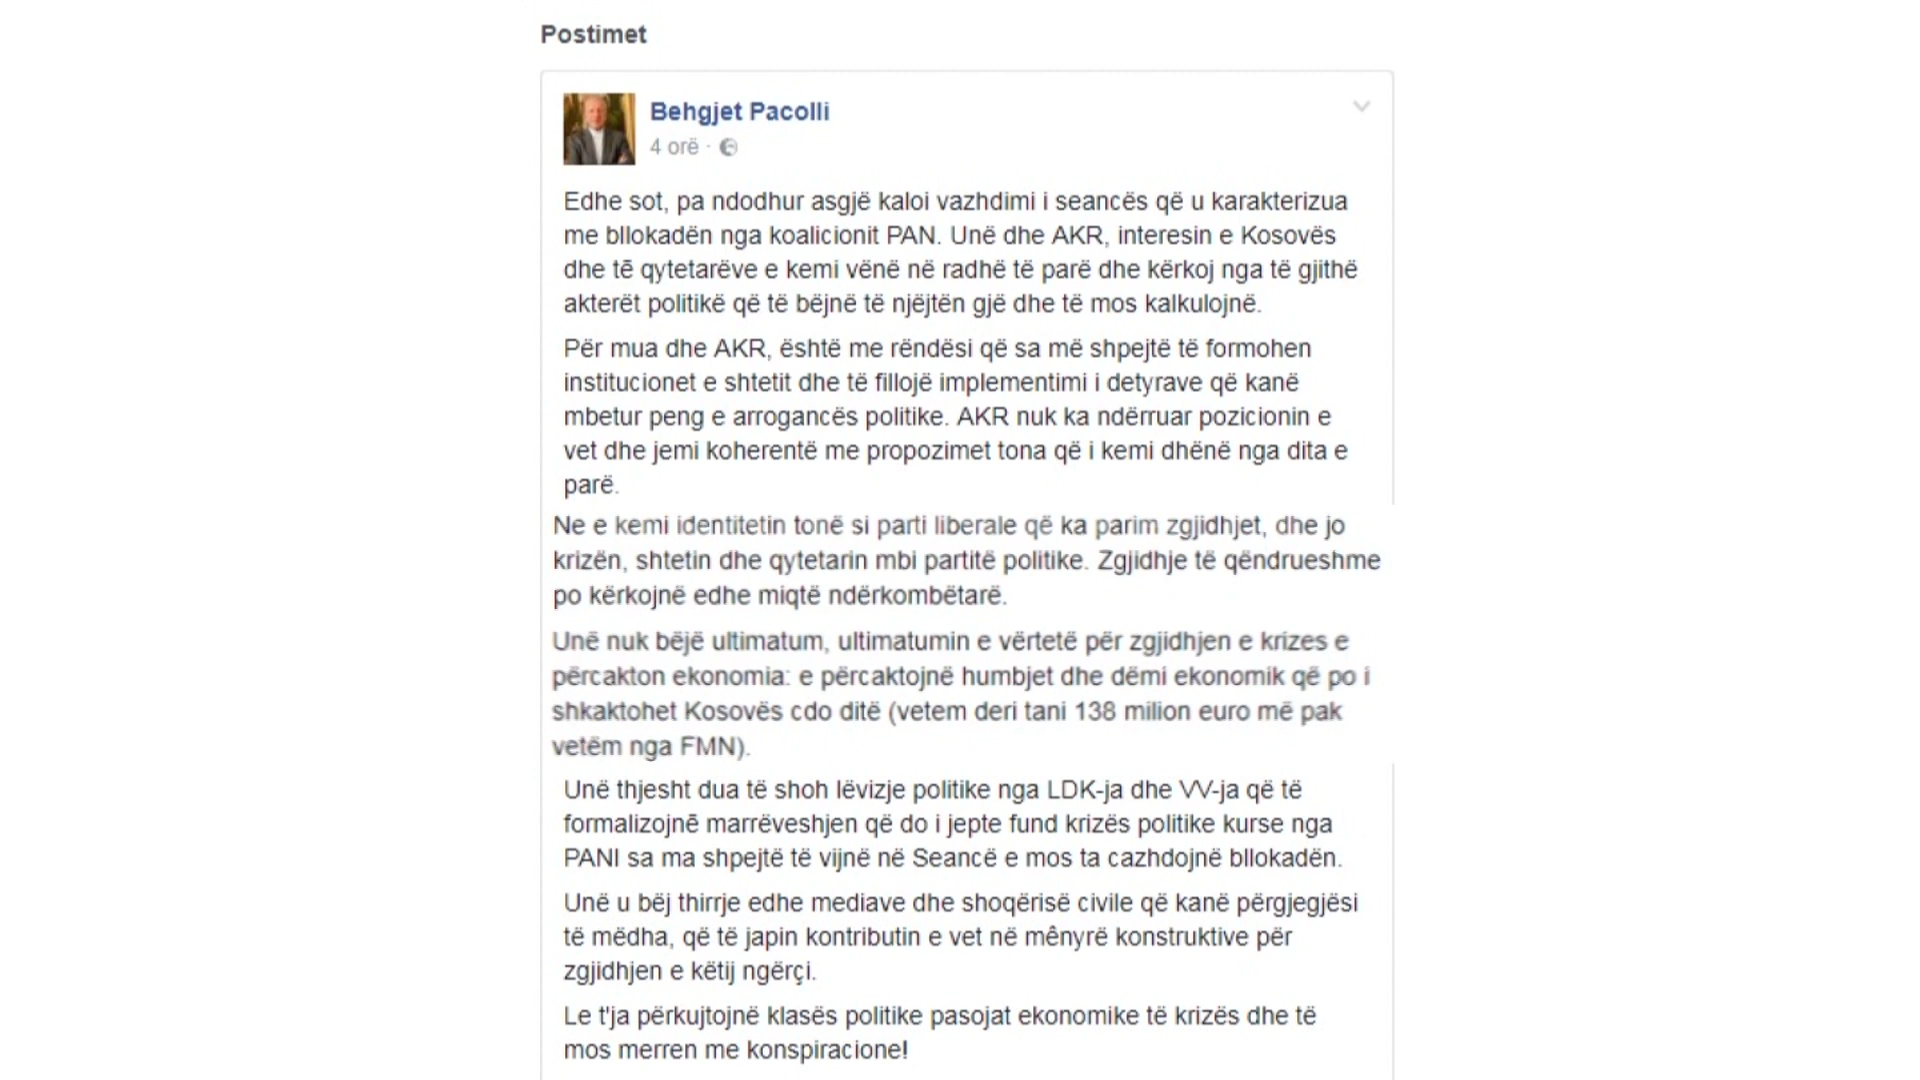 Postimet
Behgjet Pacolli
4 orë ·
Edhe sot, pa ndodhur asgjë kaloi vazhdimi i seancës që u karakterizua
me bllokadën nga koalicionit PAN. Unë dhe AKR, interesin e Kosovës
dhe tē qytetarëve e kemi vënë në radhë të parë dhe kërkoj nga të gjithë
akterët politikë që të bëjnë të njëjtën gjë dhe të mos kalkulojnë.
Për mua dhe AKR, është me rëndësi që sa më shpejtë të formohen
institucionet e shtetit dhe të fillojë implementimi i detyrave që kanë
mbetur peng e arrogancës politike. AKR nuk ka ndërruar pozicionin e
vet dhe jemi koherentë me propozimet tona që i kemi dhënë nga dita e
parë.
Ne e kemi identitetin tonë si parti liberale që ka parim zgjidhjet, dhe jo
krizën, shtetin dhe qytetarin mbi partitë politike. Zgjidhje të qëndrueshme
po kërkojnë edhe miqtë ndërkombëtarë.
Unë nuk bëjë ultimatum, ultimatumin e vërtetë për zgjidhjen e krizes e
përcakton ekonomia: e përcaktojnë humbjet dhe dëmi ekonomik që po i
shkaktohet Kosovës cdo ditë (vetem deri tani 138 milion euro më pak
vetëm nga FMN).
Unë thjesht dua të shoh lëvizje politike nga LDK-ja dhe VV-ja që të
formalizojnē marrëveshjen që do i jepte fund krizës politike kurse nga
PANI sa ma shpejtë të vijnë në Seancë e mos ta cazhdojnë bllokadën.
Unë u bëj thirrje edhe mediave dhe shoqërisë civile që kanë përgjegjësi
të mëdha, që të japin kontributin e vet në mênyrë konstruktive për
zgjidhjen e këtij ngërçi.
Le t'ja përkujtojnë klasës politike pasojat ekonomike të krizës dhe të
mos merren me konspiracione!